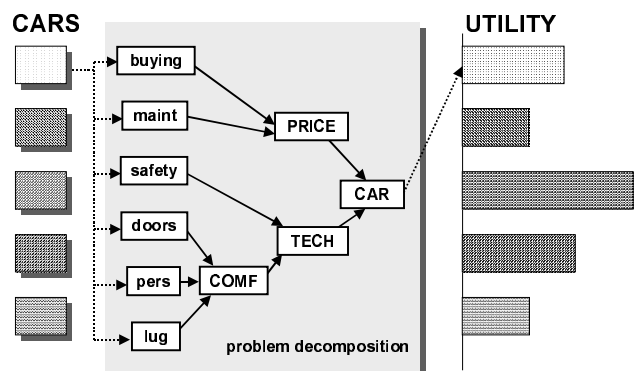 CARS
UTILITY
buying
maint
PRICE
safety
CAR
doors
TECH
pers
COMF
lug
problem decomposition